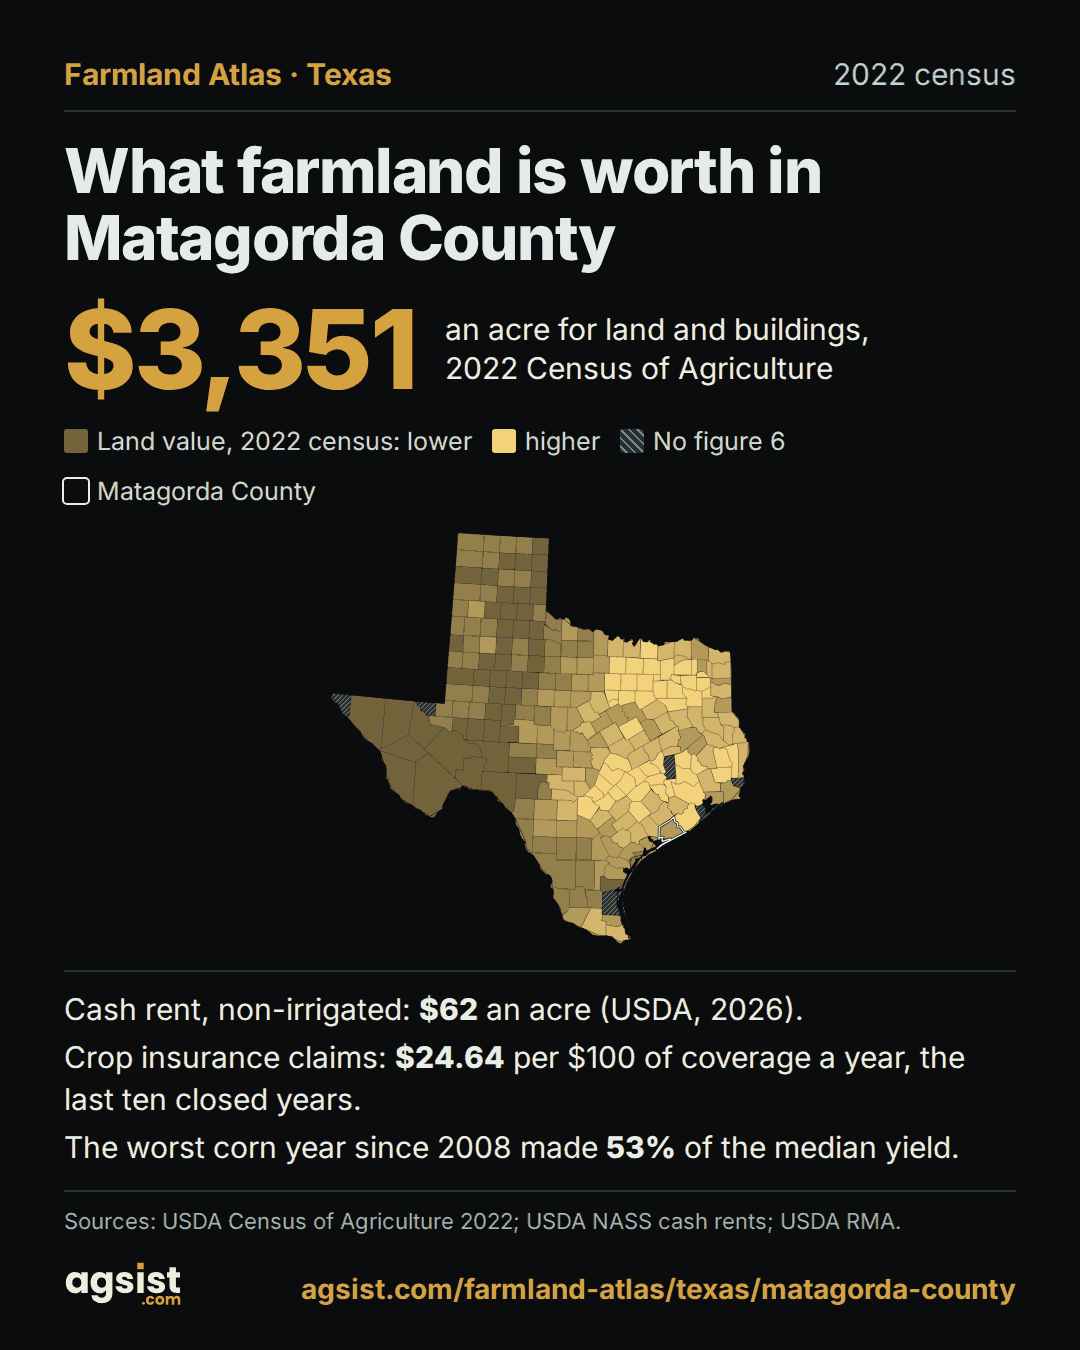 Farmland Atlas · Texas
2022 census
What farmland is worth in
Matagorda County
$3,351
an acre for land and buildings,
2022 Census of Agriculture
Land value, 2022 census: lower
higher
No figure 6
Matagorda County
Cash rent, non-irrigated: $62 an acre (USDA, 2026).
Crop insurance claims: $24.64 per $100 of coverage a year, the
last ten closed years.
The worst corn year since 2008 made 53% of the median yield.
Sources: USDA Census of Agriculture 2022; USDA NASS cash rents; USDA RMA.
agsist
.com
agsist.com/farmland-atlas/texas/matagorda-county